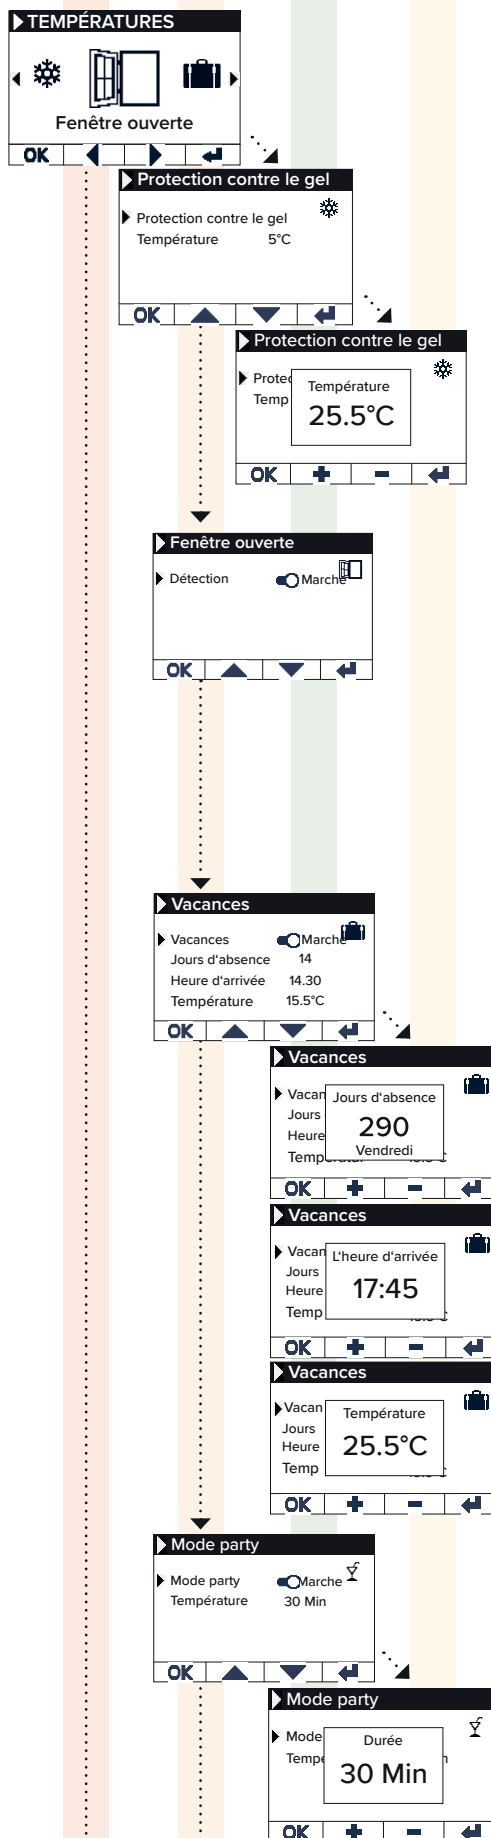 TEMPÉRATURES
Fenêtre ouverte
OK
Protection contre le gel
Protection contre le gel
Température 5°C
OK
Protection contre le gel
Protec
Temp
Température
25.5°C
OK + -
Fenêtre ouverte
Détection Marche
OK
Vacances
Vacances Marche
Jours d'absence 14
Heure d'arrivée 14.30
Température 15.5°C
OK
Vacances
Vacan
Jours
Heure
Jours d'absence
290
Vendredi
OK + -
Vacances
Vacan
Jours
Heure
Temp
L'heure d'arrivée
17:45
OK + -
Vacances
Vacan
Jours
Heure
Temp
Température
25.5°C
OK + -
Mode party
Mode party Marche
Température 30 Min
OK
Mode party
Mode
Tempé
Durée
30 Min
OK + -